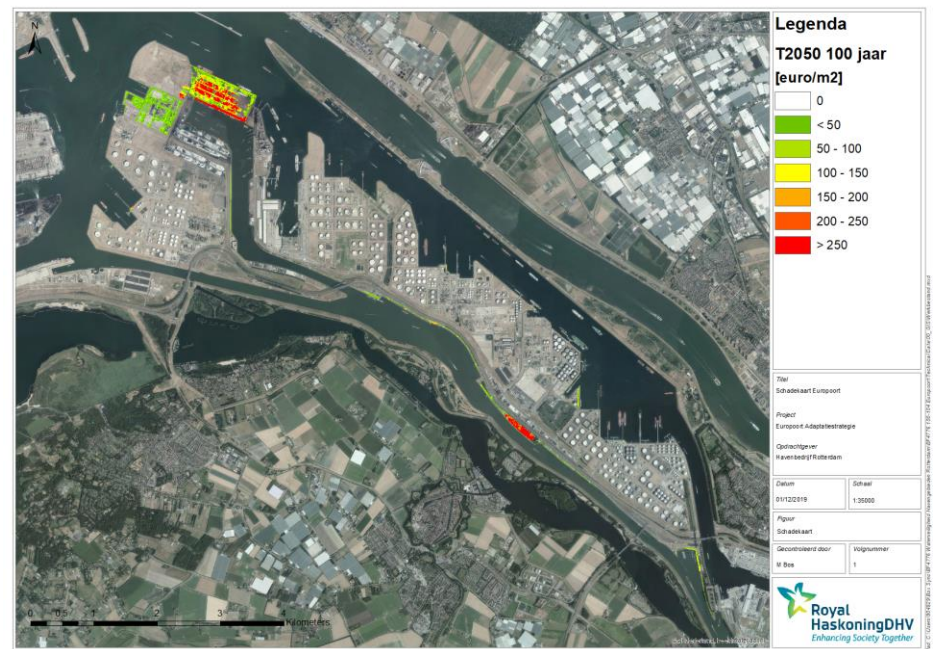 N
Legenda
T2050 100 jaar
[euro/m2]
0
< 50
50 - 100
100 - 150
150 - 200
200 - 250
> 250
Titel
Schadekaart Europoort
Project
Europoort Adaptatiestrategie
Opdrachtgever
Havenbedrijf Rotterdam
Datum
01/12/2019
Schaal
1:35000
Figuur
Schadekaart
Gecontroleerd door
M Bos
Volgnummer
1
Royal
HaskoningDHV
Enhancing Society Together
0 0.5 1 2 3 4
Kilometers